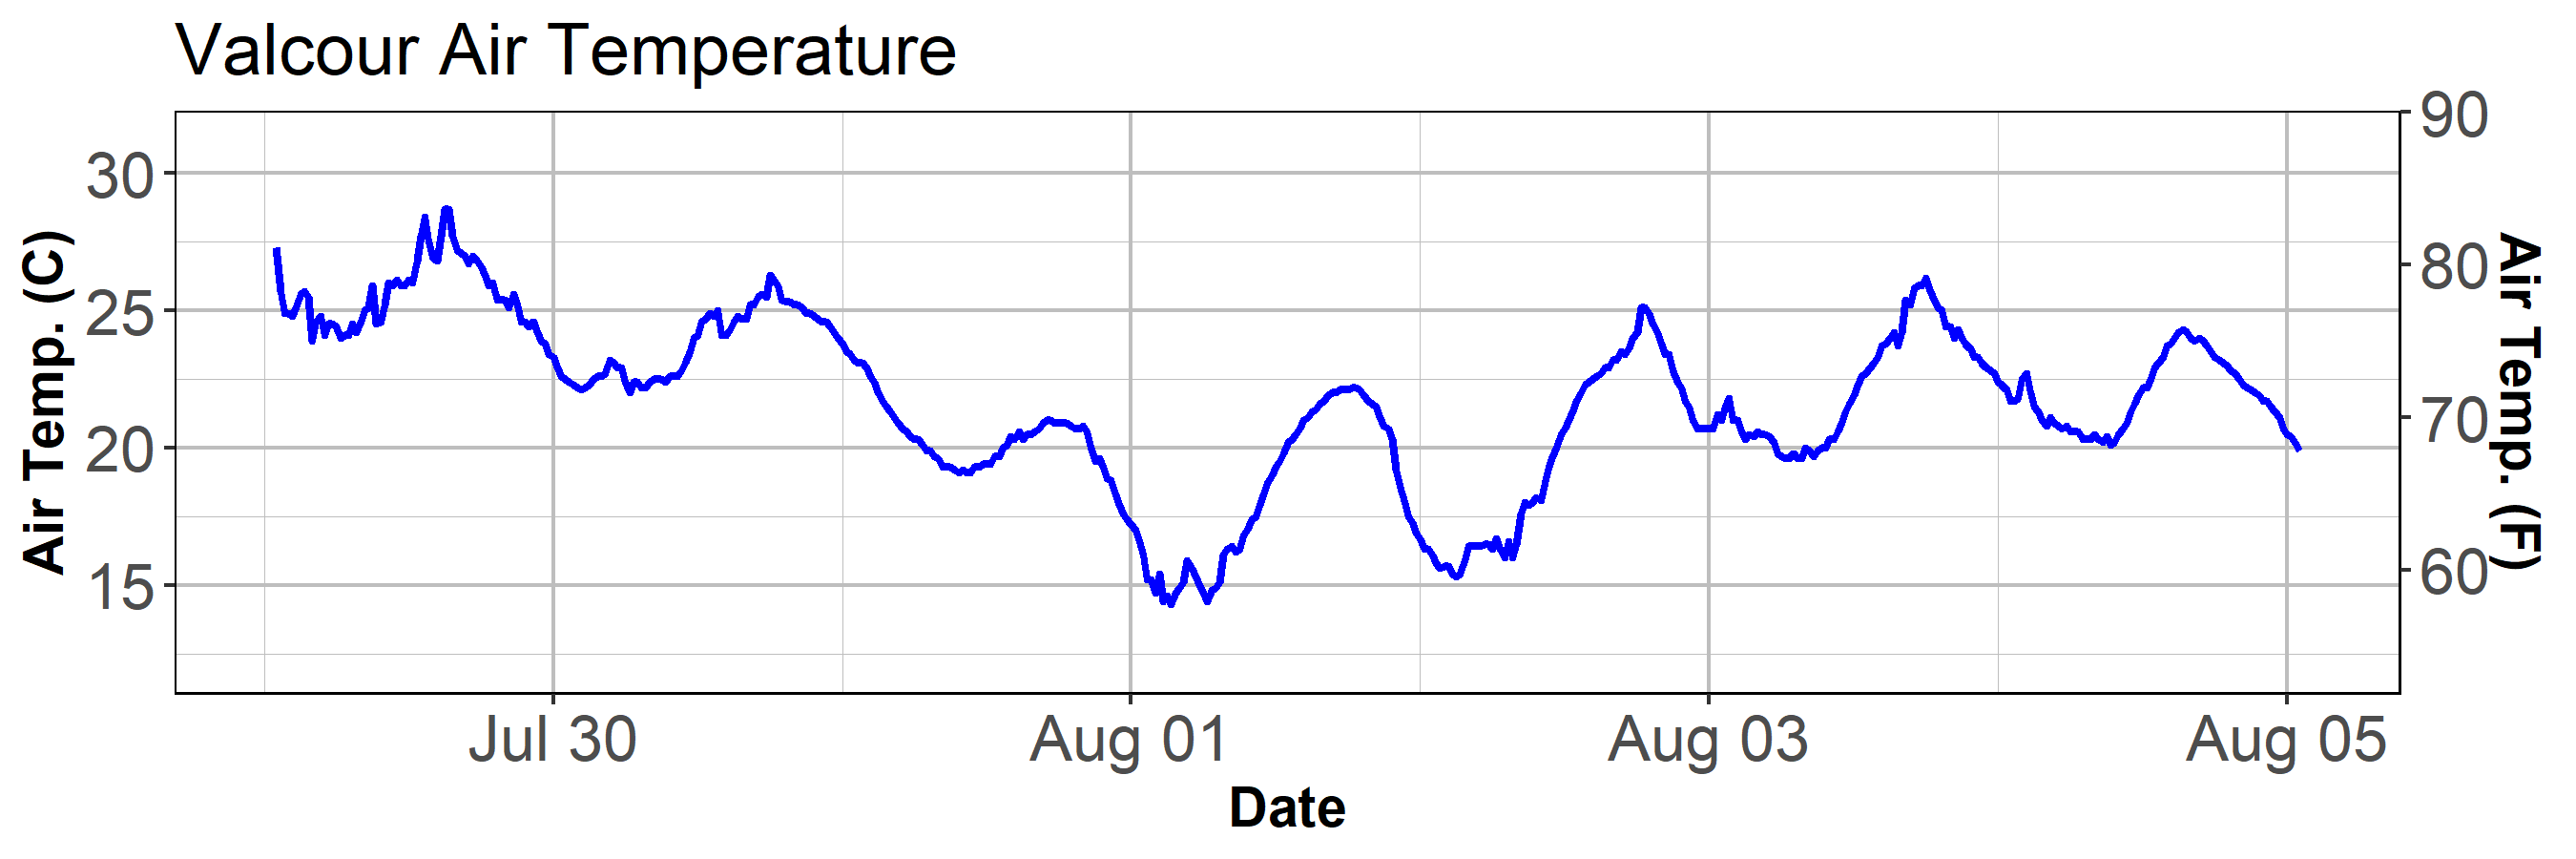 Valcour Air Temperature
Air Temp. (C)
30
25
20
15
90
80
70
60
Air Temp. (F)
Jul 30
Aug 01
Aug 03
Aug 05
Date